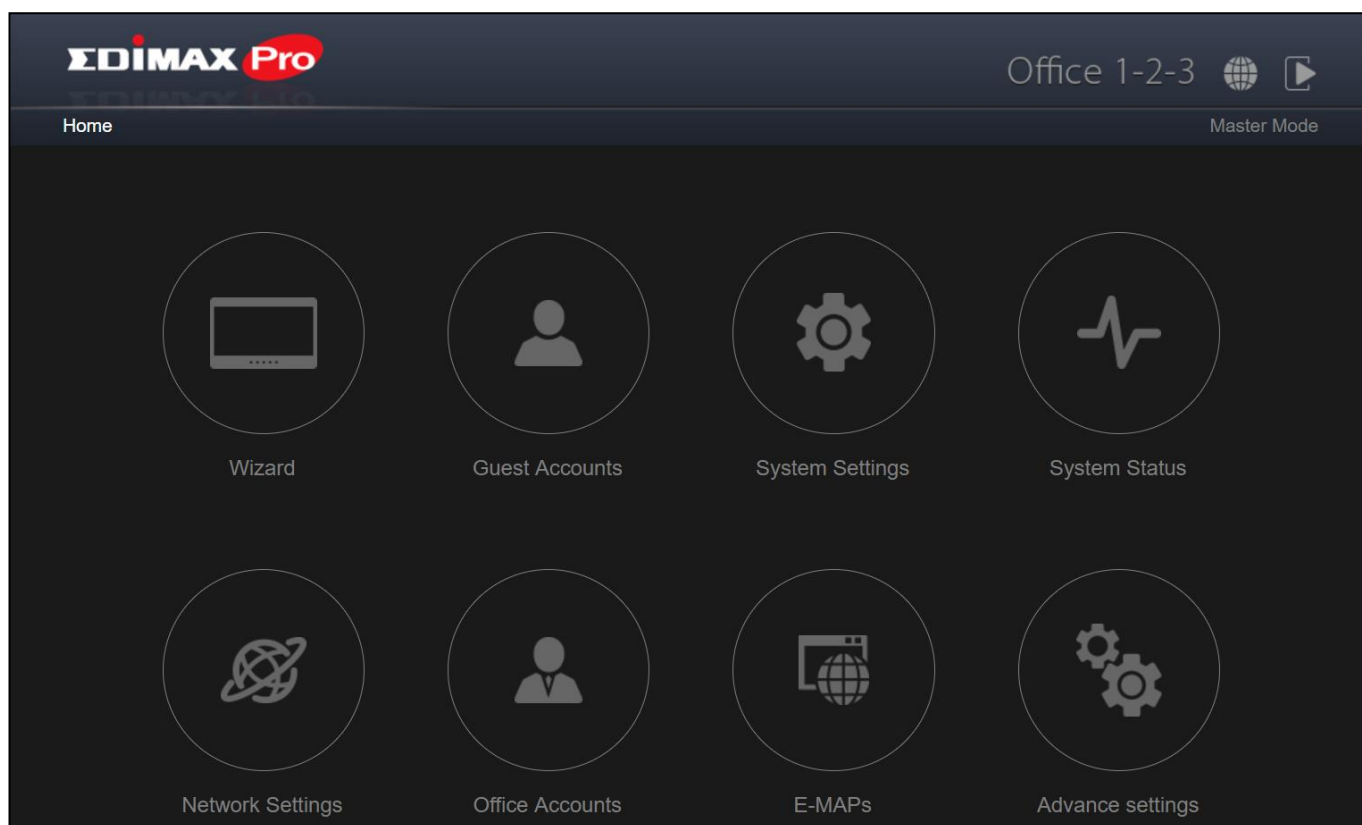 EDiMAX Pro
Office 1-2-3
Home
Master Mode
Wizard
Guest Accounts
System Settings
System Status
Network Settings
Office Accounts
E-MAPs
Advance settings